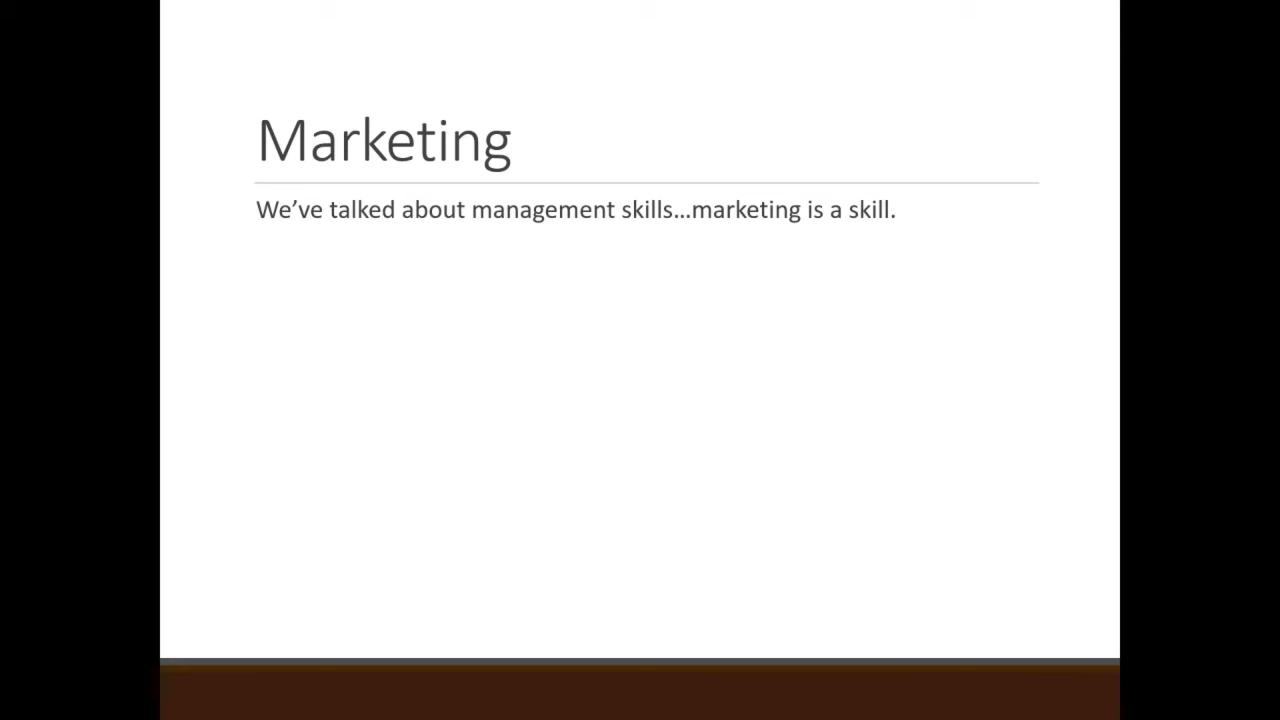 Marketing
We’ve talked about management skills…marketing is a skill.